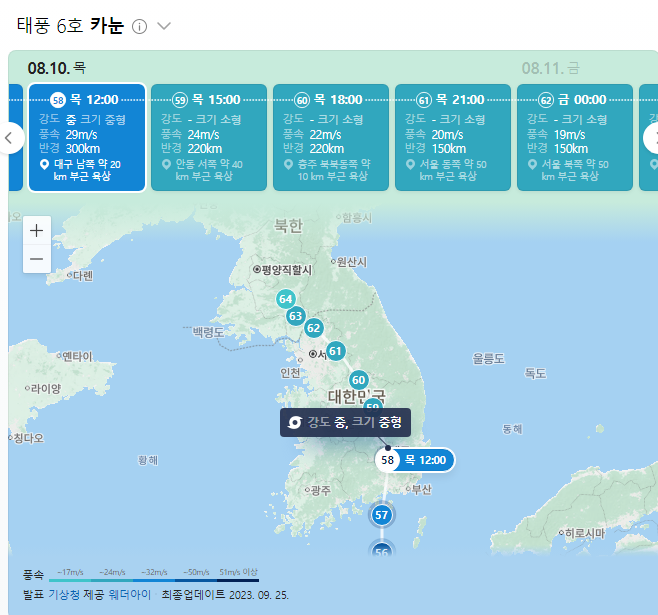 태풍 6호 카눈
08.10. 목
08.11. 금
58 목 12:00
강도 중 크기 중형
풍속 29m/s
반경 300km
대구 남쪽 약 20
km 부근 육상
59 목 15:00
강도 - 크기 소형
풍속 24m/s
반경 220km
안동 서쪽 약 40
km 부근 육상
60 목 18:00
강도 - 크기 소형
풍속 22m/s
반경 220km
충주 북북동쪽 약
10 km 부근 육상
61 목 21:00
강도 - 크기 소형
풍속 20m/s
반경 150km
서울 동쪽 약 50
km 부근 육상
62 금 00:00
강도 - 크기 소형
풍속 19m/s
반경 150km
서울 북쪽 약 50
km 부근 육상
북한
함흥시
+
−
다롄
평양직할시
원산시
64
63
62
백령도
61
인천
옌타이
울릉도
독도
60
라이양
대한민국
59
강도 중, 크기 중형
동해
칭다오
황해
58 목 12:00
광주
부산
57
히로시마
56
풍속 ~17m/s ~24m/s ~32m/s ~50m/s 51m/s 이상
발표 기상청 제공 웨더아이 · 최종업데이트 2023. 09. 25.